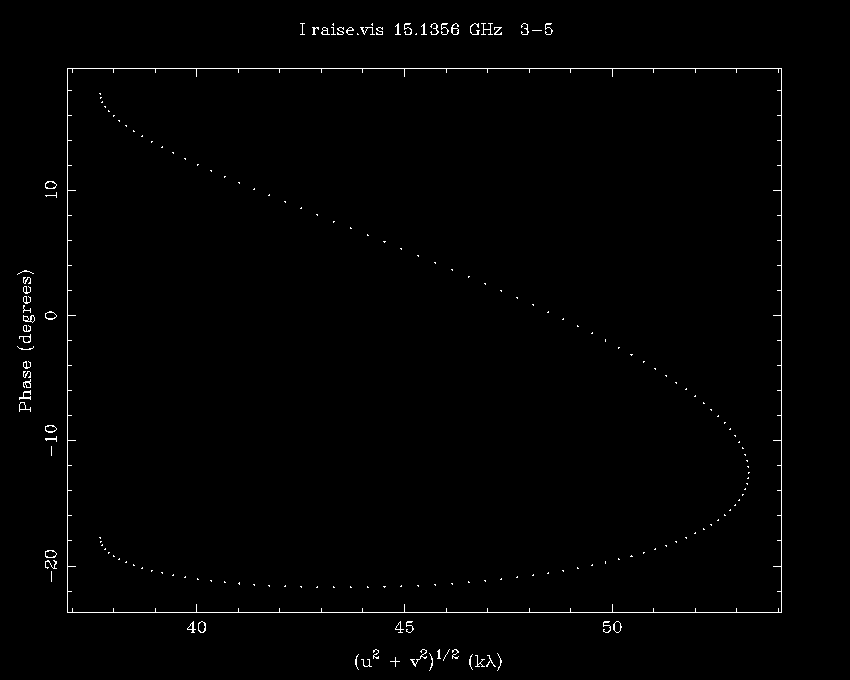 I raise.vis 15.1356 GHz 3−5
10
0
−10
−20
Phase (degrees)
40 45 50
(u² + v²)^1/2 (kλ)